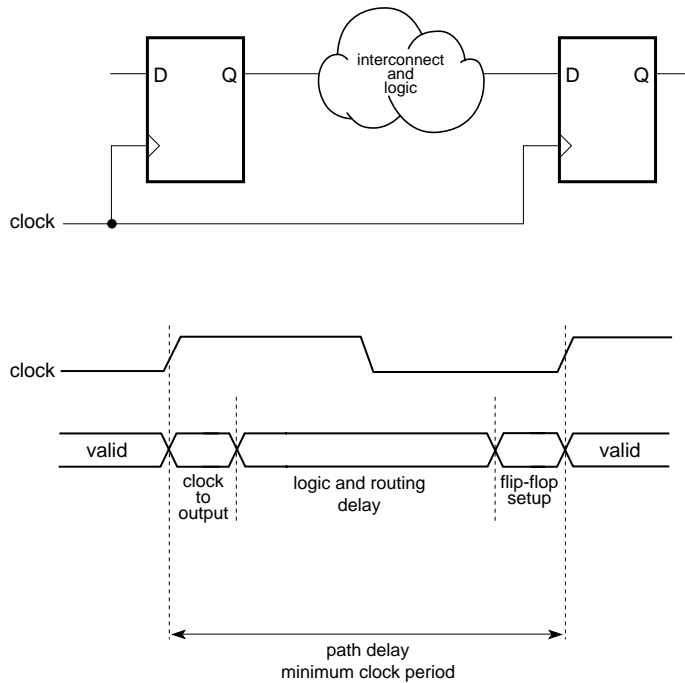 interconnect
and
logic
D Q
D Q
clock
clock
valid
valid
clock
to
output
logic and routing
delay
flip-flop
setup
path delay
minimum clock period